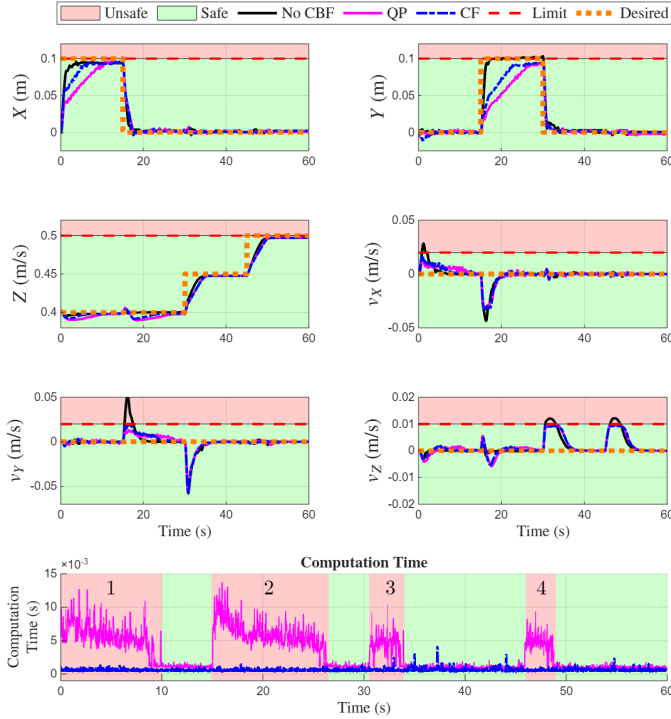 Unsafe Safe No CBF QP CF Limit Desired
X (m)
0.1
0.05
0
0 20 40 60
Y (m)
0.1
0.05
0
0 20 40 60
Z (m/s)
0.5
0.45
0.4
0 20 40 60
vX (m/s)
0.05
0
-0.05
0 20 40 60
vY (m/s)
0.05
0
-0.05
0 20 40 60
Time (s)
vZ (m/s)
0.02
0.01
0
-0.01
-0.02
0 20 40 60
Time (s)
Computation Time
×10-3
Computation
Time (s)
15
10
5
0
1 2 3 4
0 10 20 30 40 50 60
Time (s)